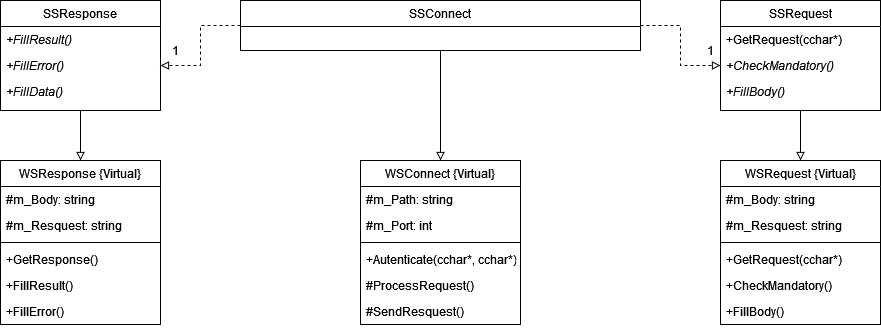 SSResponse
+FillResult()
+FillError()
+FillData()
1
SSConnect
1
SSRequest
+GetRequest(cchar*)
+CheckMandatory()
+FillBody()
WSResponse {Virtual}
#m_Body: string
#m_Resquest: string
+GetResponse()
+FillResult()
+FillError()
WSConnect {Virtual}
#m_Path: string
#m_Port: int
+Autenticate(cchar*, cchar*)
#ProcessRequest()
#SendResquest()
WSRequest {Virtual}
#m_Body: string
#m_Resquest: string
+GetRequest(cchar*)
+CheckMandatory()
+FillBody()